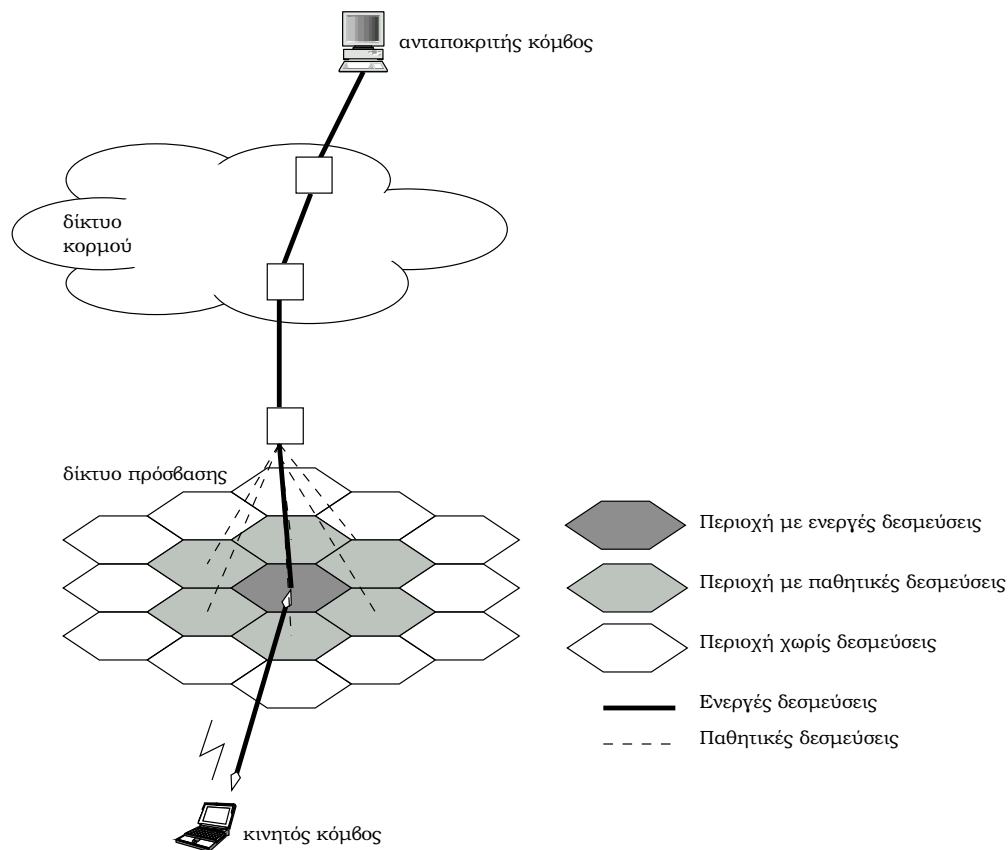 ανταποκριτής κόμβος
δίκτυο
κορμού
δίκτυο πρόσβασης
Περιοχή με ενεργές δεσμεύσεις
Περιοχή με παθητικές δεσμεύσεις
Περιοχή χωρίς δεσμεύσεις
Ενεργές δεσμεύσεις
Παθητικές δεσμεύσεις
κινητός κόμβος